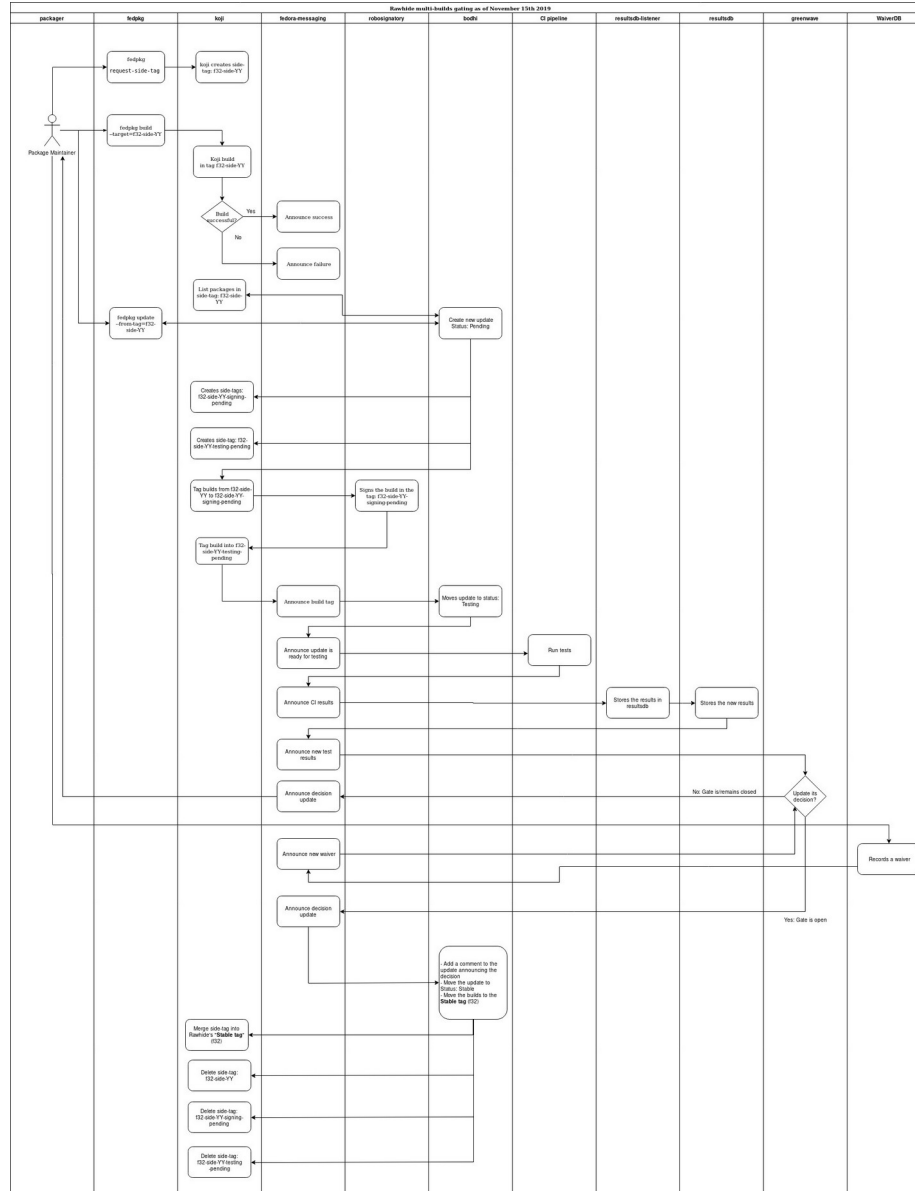 Rawhide multi-builds gating as of November 15th 2019
packager
fedpkg
koji
fedora-messaging
robosignatory
bodhi
CI pipeline
resultsdb-listener
resultsdb
greenwave
WaiverDB
fedpkg
request-side-tag
koji creates side-
tag: f32-side-YY
Package Maintainer
fedpkg build
--target=f32-side-YY
Koji build
in tag f32-side-YY
Build
successful?
Yes
Announce success
No
Announce failure
List packages in
side-tag: f32-side-
YY
fedpkg update
--from-tag=f32-
side-YY
Create new update
Status: Pending
Creates side-tags:
f32-side-YY-signing-
pending
Creates side-tag: f32-
side-YY-testing-pending
Tag builds from f32-side-
YY to f32-side-YY-
signing-pending
Signs the build in the
tag: f32-side-YY-
signing-pending
Tag build into f32-
side-YY-testing-
pending
Announce build tag
Moves update to status:
Testing
Announce update is
ready for testing
Run tests
Announce CI results
Stores the results in
resultsdb
Stores the new results
Announce new test
results
Announce decision
update
No: Gate is/remains closed
Update its
decision?
Announce new waiver
Records a waiver
Announce decision
update
Yes: Gate is open
- Add a comment to the
update announcing the
decision
- Move the update to
Status: Stable
- Move the builds to the
Stable tag (f32)
Merge side-tag into
Rawhide's "Stable tag"
(f32)
Delete side-tag:
f32-side-YY
Delete side-tag:
f32-side-YY-signing-
pending
Delete side-tag:
f32-side-YY-testing
-pending